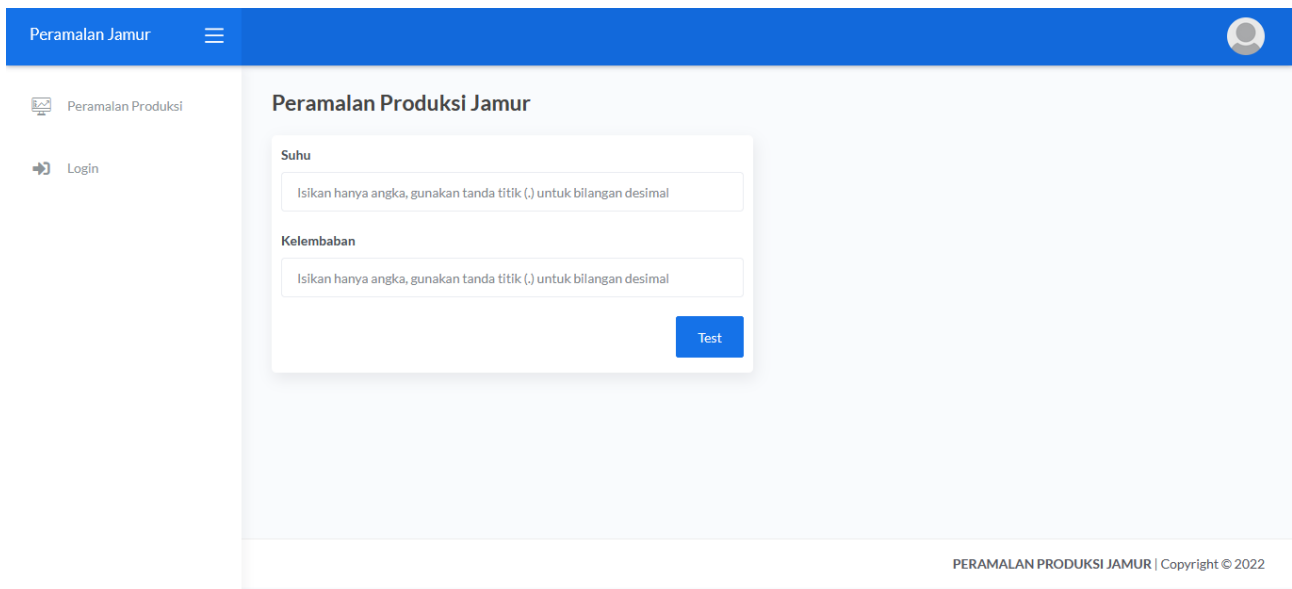 Peramalan Jamur
Peramalan Produksi
Login
Peramalan Produksi Jamur
Suhu
Isikan hanya angka, gunakan tanda titik (.) untuk bilangan desimal
Kelembaban
Isikan hanya angka, gunakan tanda titik (.) untuk bilangan desimal
Test
PERAMALAN PRODUKSI JAMUR | Copyright © 2022